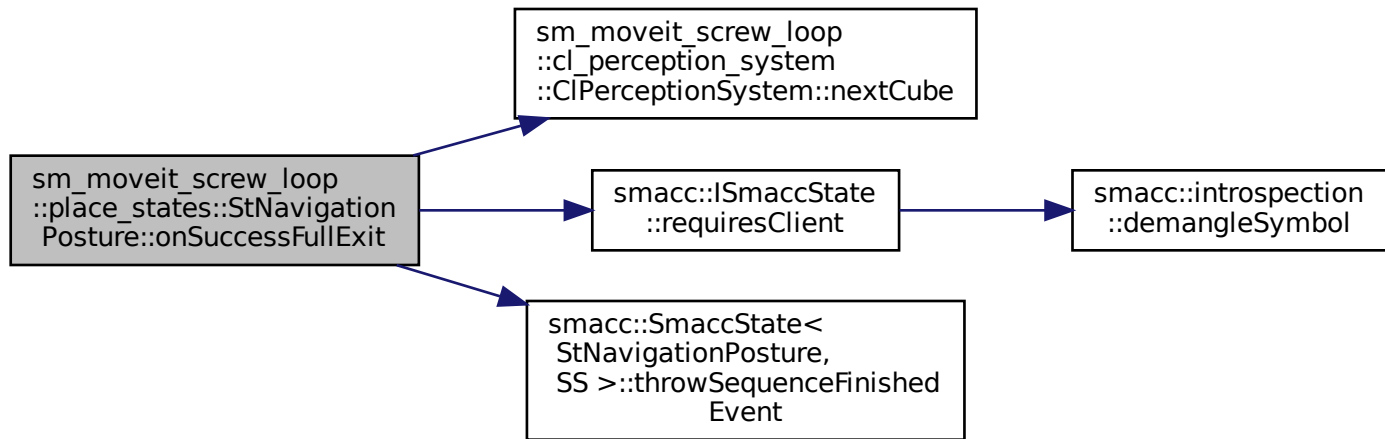 sm_moveit_screw_loop
::cl_perception_system
::ClPerceptionSystem::nextCube
sm_moveit_screw_loop
::place_states::StNavigation
Posture::onSuccessFullExit
smacc::ISmaccState
::requiresClient
smacc::introspection
::demangleSymbol
smacc::SmaccState<
StNavigationPosture,
SS >::throwSequenceFinished
Event